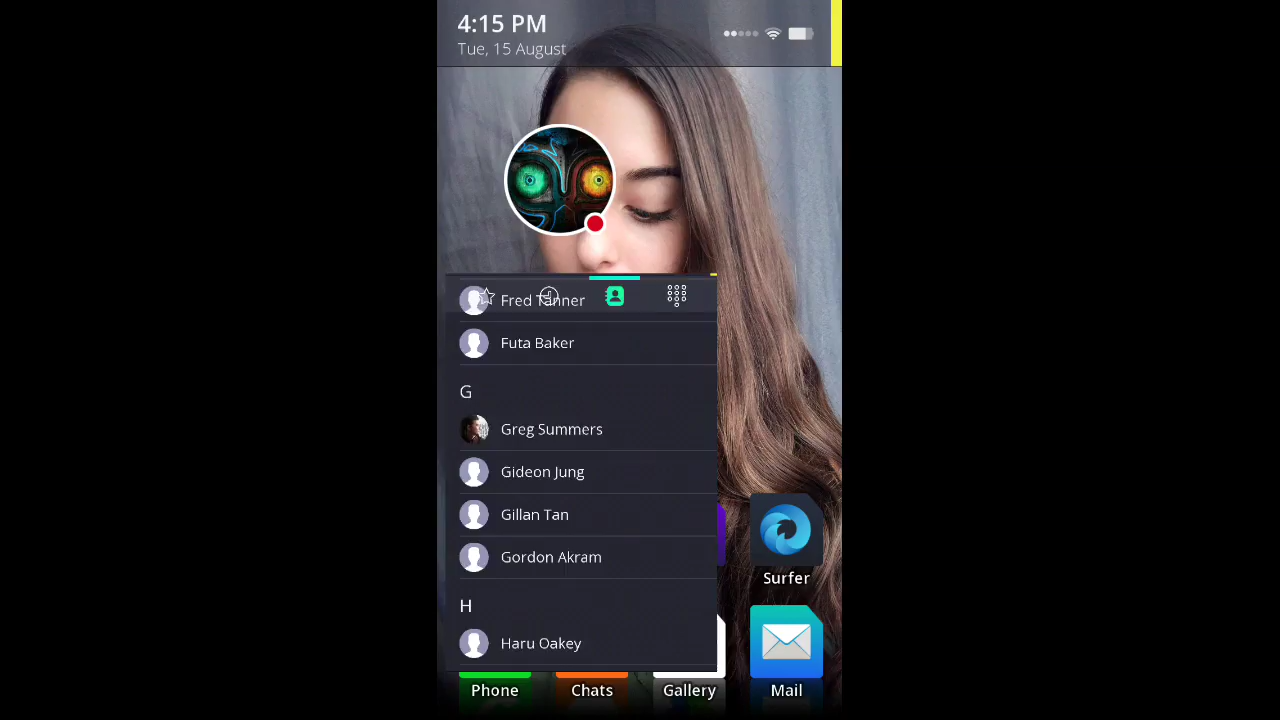 4:15 PM
Tue, 15 August
Fred Tanner
Futa Baker
G
Greg Summers
Gideon Jung
Gillan Tan
Gordon Akram
H
Haru Oakey
Surfer
Phone
Chats
Gallery
Mail